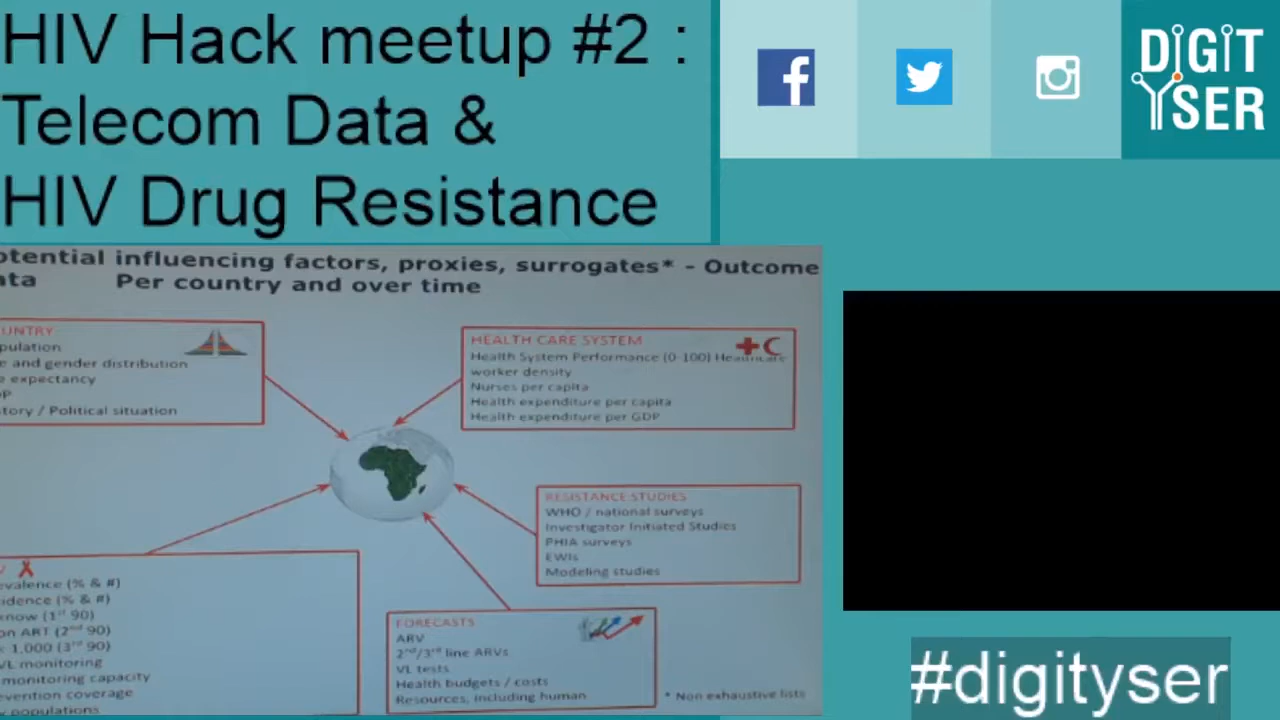 HIV Hack meetup #2 :
Telecom Data &
HIV Drug Resistance
DIGIT
YSER
otential influencing factors, proxies, surrogates* - Outcome
ata Per country and over time
UNTRY
pulation
e and gender distribution
e expectancy
DP
tory / Political situation
HEALTH CARE SYSTEM
Health System Performance (0-100) Healthcare
worker density
Nurses per capita
Health expenditure per capita
Health expenditure per GDP
RESISTANCE STUDIES
WHO / national surveys
Investigator Initiated Studies
PHIA surveys
EWIs
Modeling studies
V
evalence (% & #)
idence (% & #)
know (1st 90)
on ART (2nd 90)
< 1,000 (3rd 90)
VL monitoring
monitoring capacity
evention coverage
y populations
FORECASTS
ARV
2nd/3rd line ARVs
VL tests
Health budgets / costs
Resources, including human
* Non exhaustive lists
#digityser